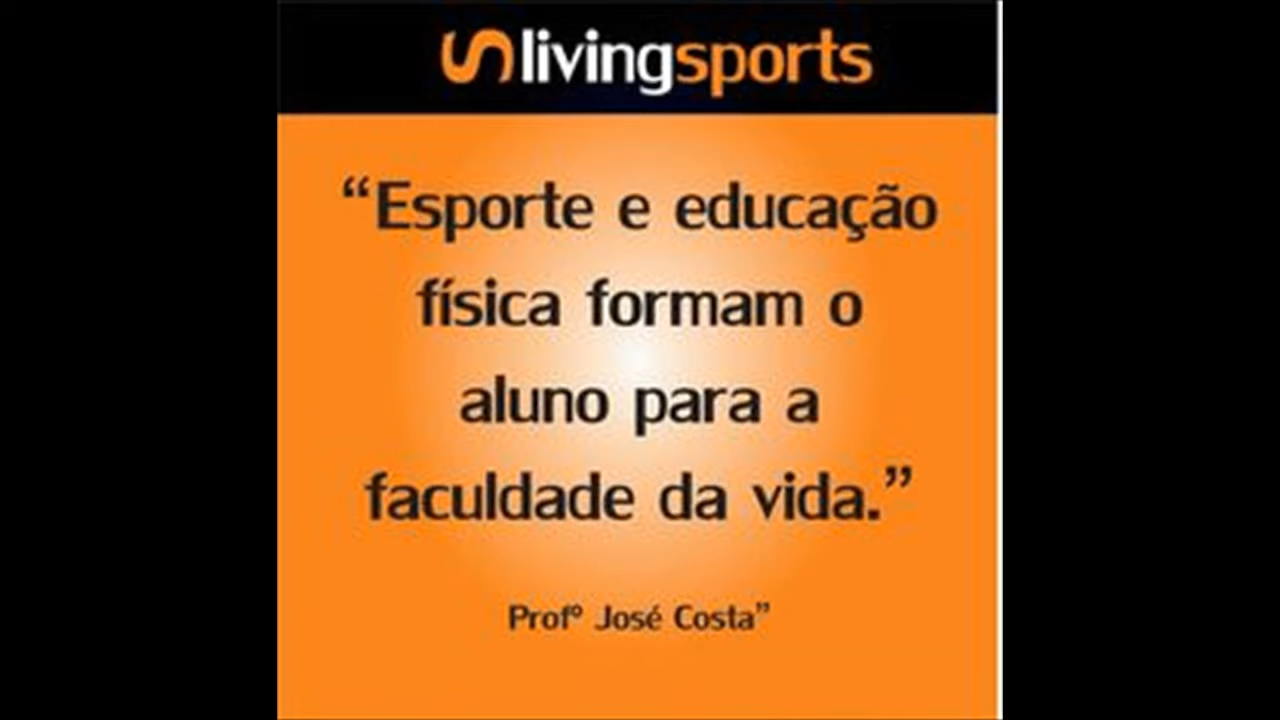 livingsports
“Esporte e educação
física formam o
aluno para a
faculdade da vida.”
Profº José Costa”